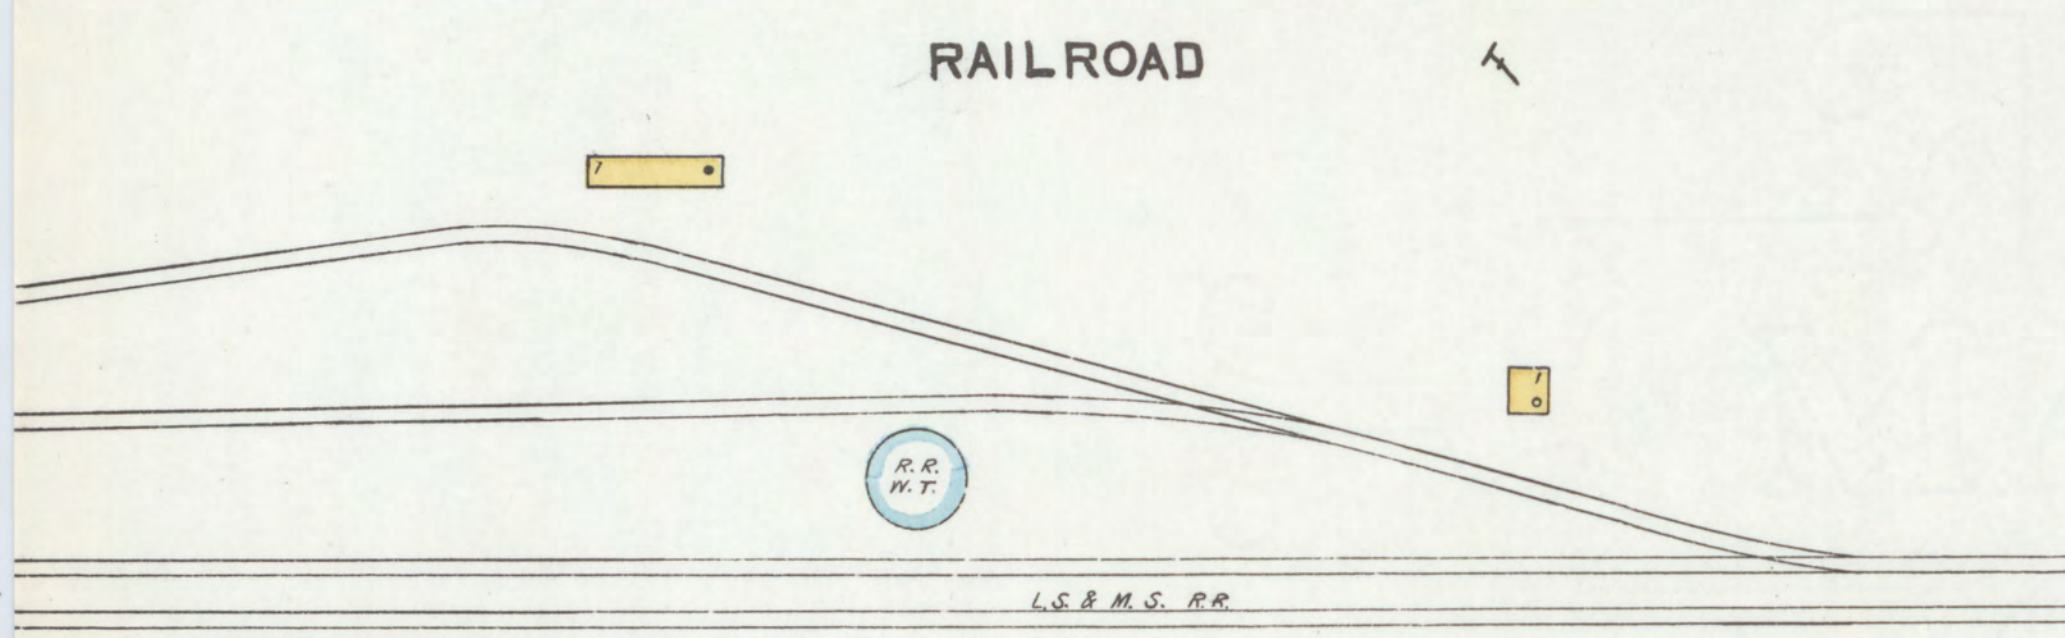 RAILROAD
1
1
R. R.
W. T.
L. S. & M. S. R. R.